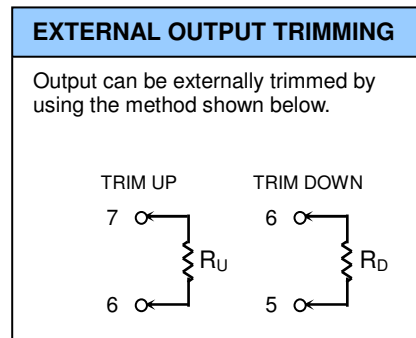 EXTERNAL OUTPUT TRIMMING
Output can be externally trimmed by
using the method shown below.
TRIM UP TRIM DOWN
7 6
R_U R_D
6 5